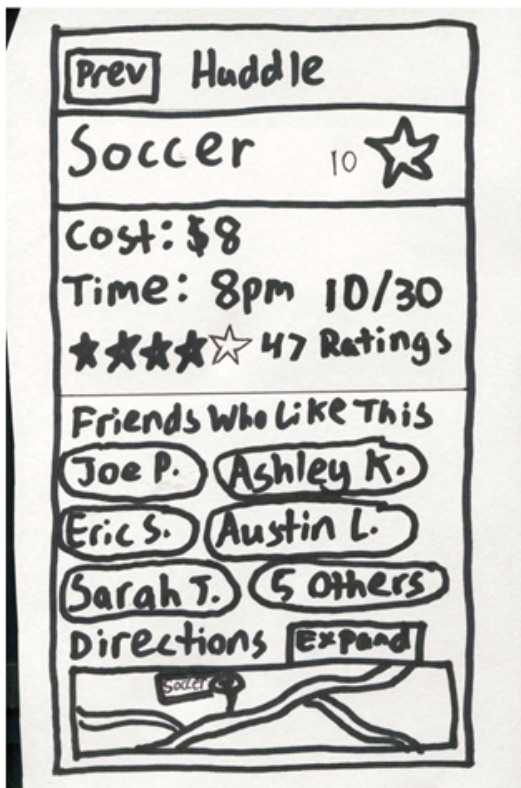 Prev Huddle
Soccer 10
Cost: $8
Time: 8pm 10/30
47 Ratings
Friends Who Like This
Joe P. Ashley K.
Eric S. Austin L.
Sarah T. 5 Others
Directions Expand
Soccer